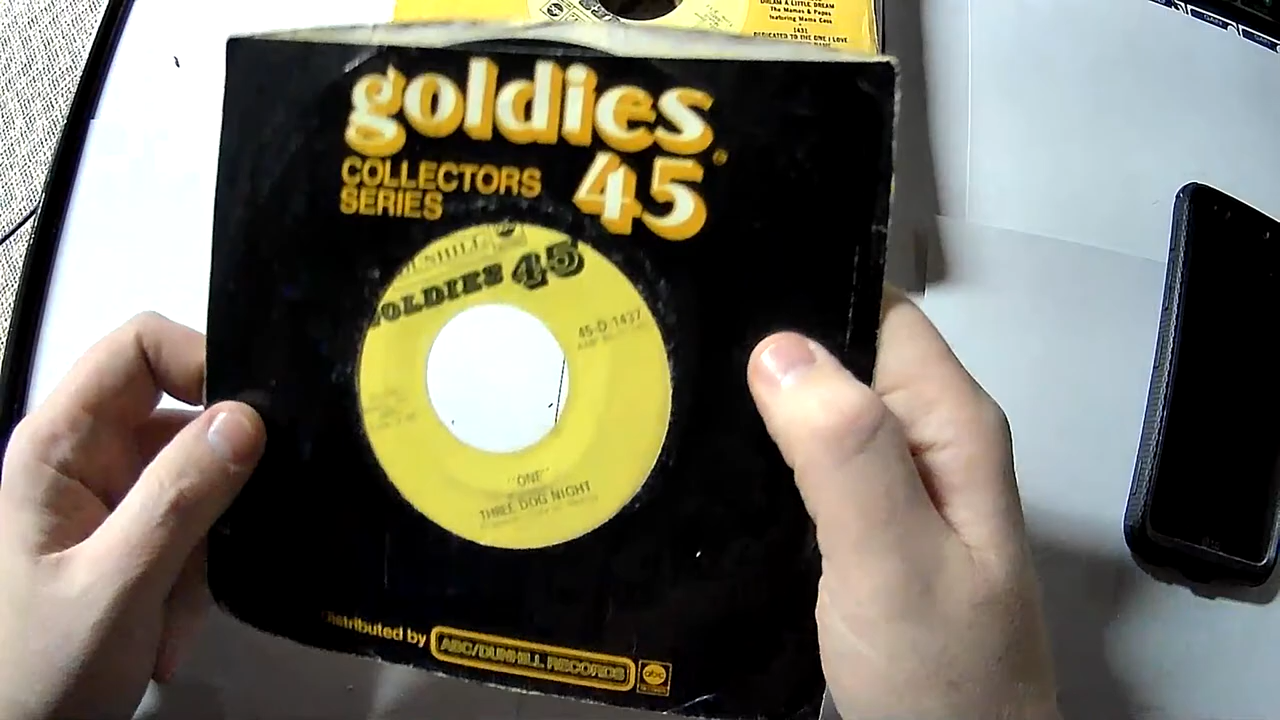 DREAM A LITTLE DREAM
The Mamas & Papas
featuring Mama Cass
1431
DEDICATED TO THE ONE I LOVE
goldies
45
COLLECTORS
SERIES
DUNHILL
GOLDIES 45
45-D-1437
"ONE"
THREE DOG NIGHT
Distributed by ABC/DUNHILL RECORDS
abc